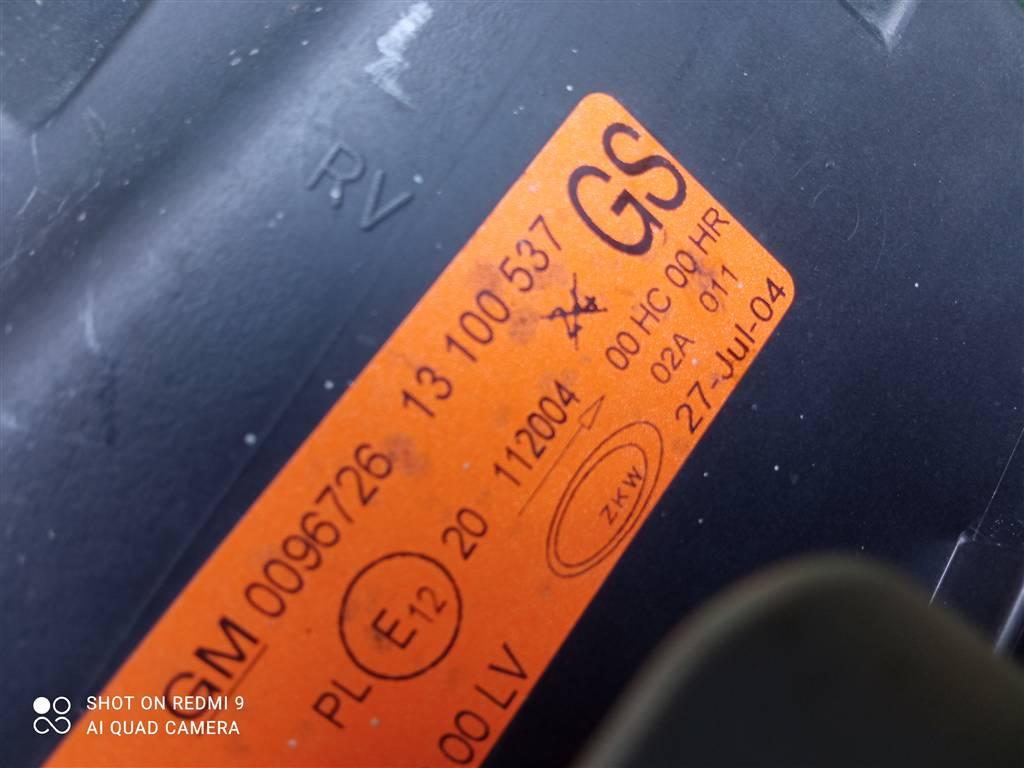 RV
GS
GM 0096726 13 100 537
PL E12 20 112004
00 LV 00 HC 00 HR
02A 011
ZKW
27-Jul-04
SHOT ON REDMI 9
AI QUAD CAMERA